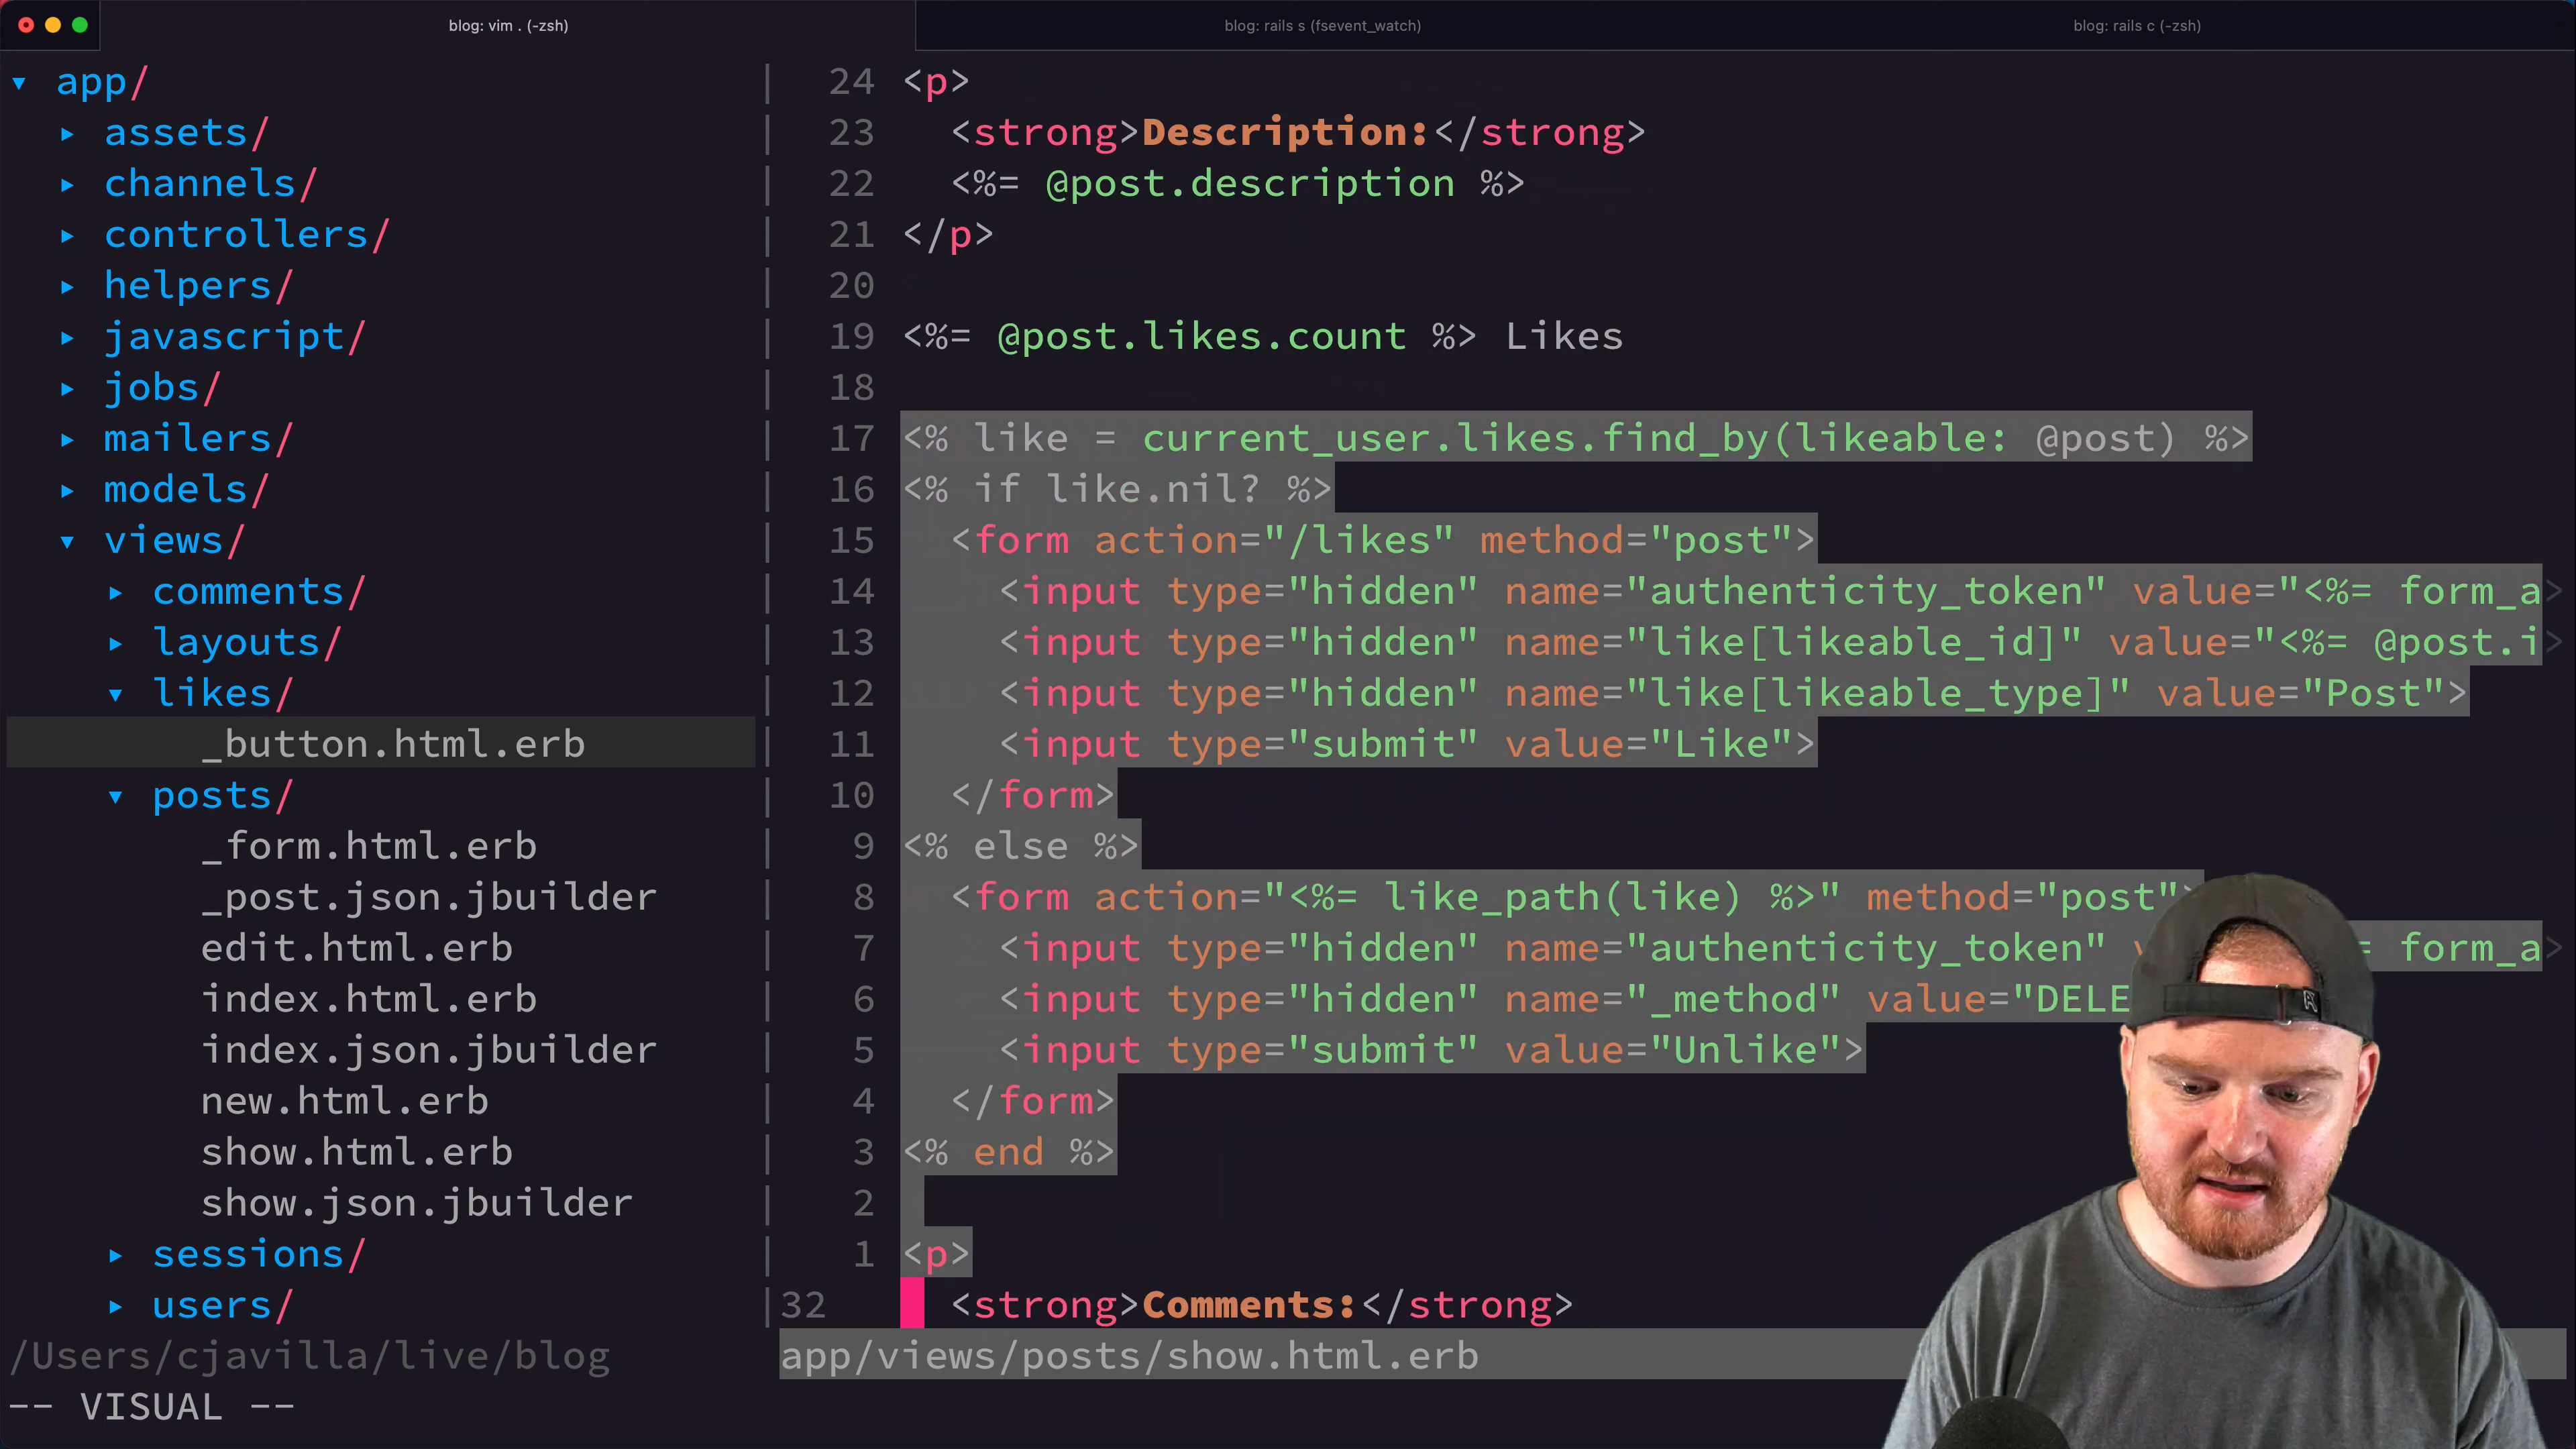 blog: vim . (-zsh)
blog: rails s (fsevent_watch)
blog: rails c (-zsh)
▾ app/
▸ assets/
▸ channels/
▸ controllers/
▸ helpers/
▸ javascript/
▸ jobs/
▸ mailers/
▸ models/
▾ views/
▸ comments/
▸ layouts/
▾ likes/
_button.html.erb
▾ posts/
_form.html.erb
_post.json.jbuilder
edit.html.erb
index.html.erb
index.json.jbuilder
new.html.erb
show.html.erb
show.json.jbuilder
▸ sessions/
▸ users/
/Users/cjavilla/live/blog
-- VISUAL --
24 <p>
23 <strong>Description:</strong>
22 <%= @post.description %>
21 </p>
20
19 <%= @post.likes.count %> Likes
18
17 <% like = current_user.likes.find_by(likeable: @post) %>
16 <% if like.nil? %>
15 <form action="/likes" method="post">
14 <input type="hidden" name="authenticity_token" value="<%= form_a>
13 <input type="hidden" name="like[likeable_id]" value="<%= @post.i>
12 <input type="hidden" name="like[likeable_type]" value="Post">
11 <input type="submit" value="Like">
10 </form>
9 <% else %>
8 <form action="<%= like_path(like) %>" method="post">
7 <input type="hidden" name="authenticity_token" v = form_a>
6 <input type="hidden" name="_method" value="DELE
5 <input type="submit" value="Unlike">
4 </form>
3 <% end %>
2
1 <p>
32 <strong>Comments:</strong>
app/views/posts/show.html.erb